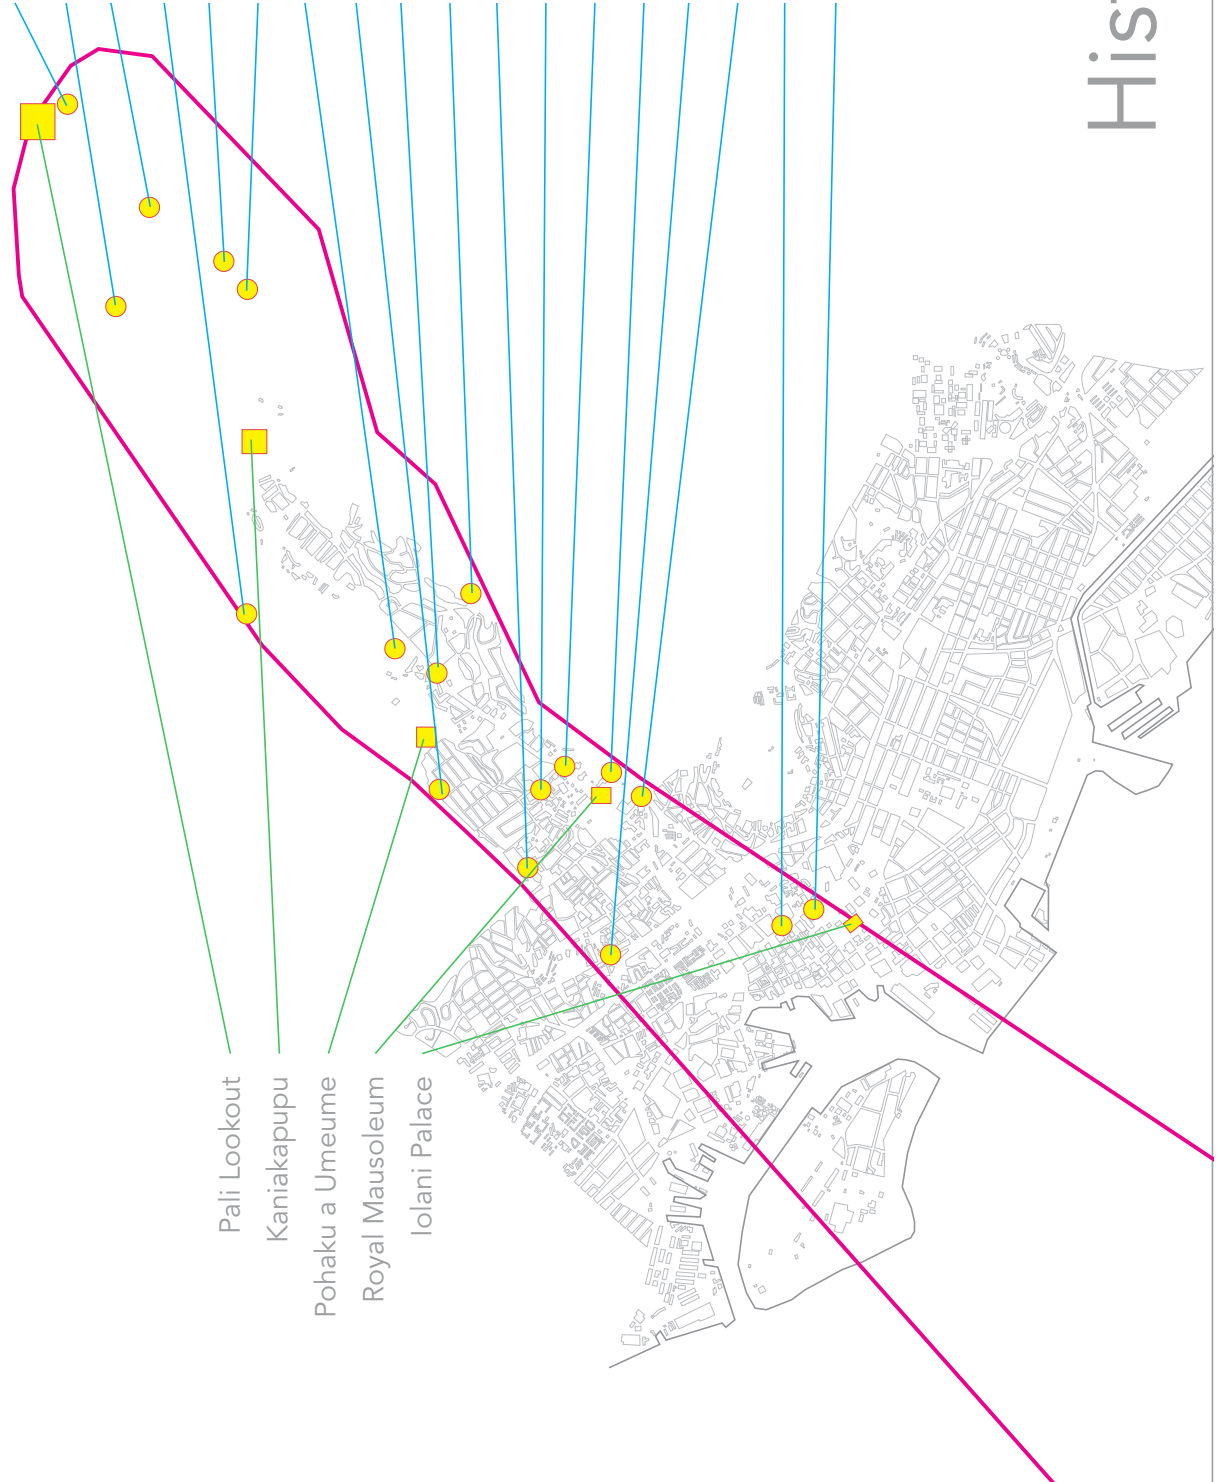 Pali Lookout
Kaniakapupu
Pohaku a Umeume
Royal Mausoleum
Iolani Palace
His